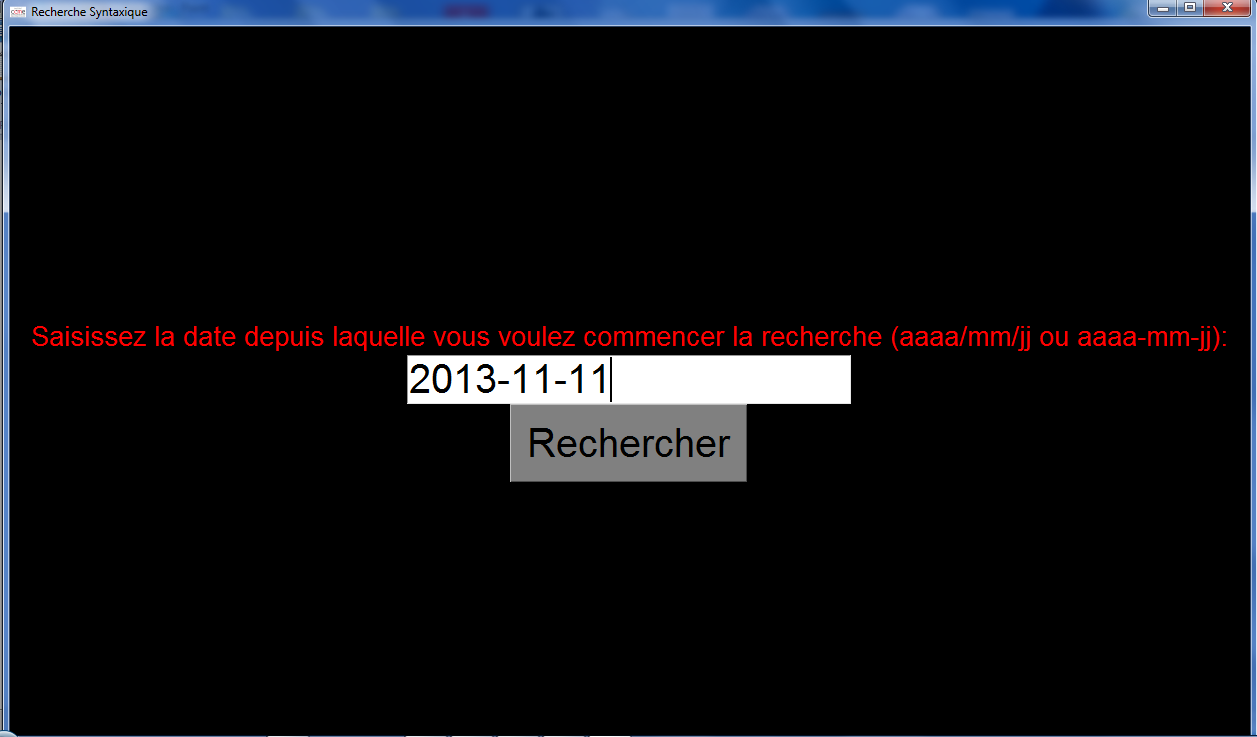 Recherche Syntaxique
Saisissez la date depuis laquelle vous voulez commencer la recherche (aaaa/mm/jj ou aaaa-mm-jj):
2013-11-11
Rechercher